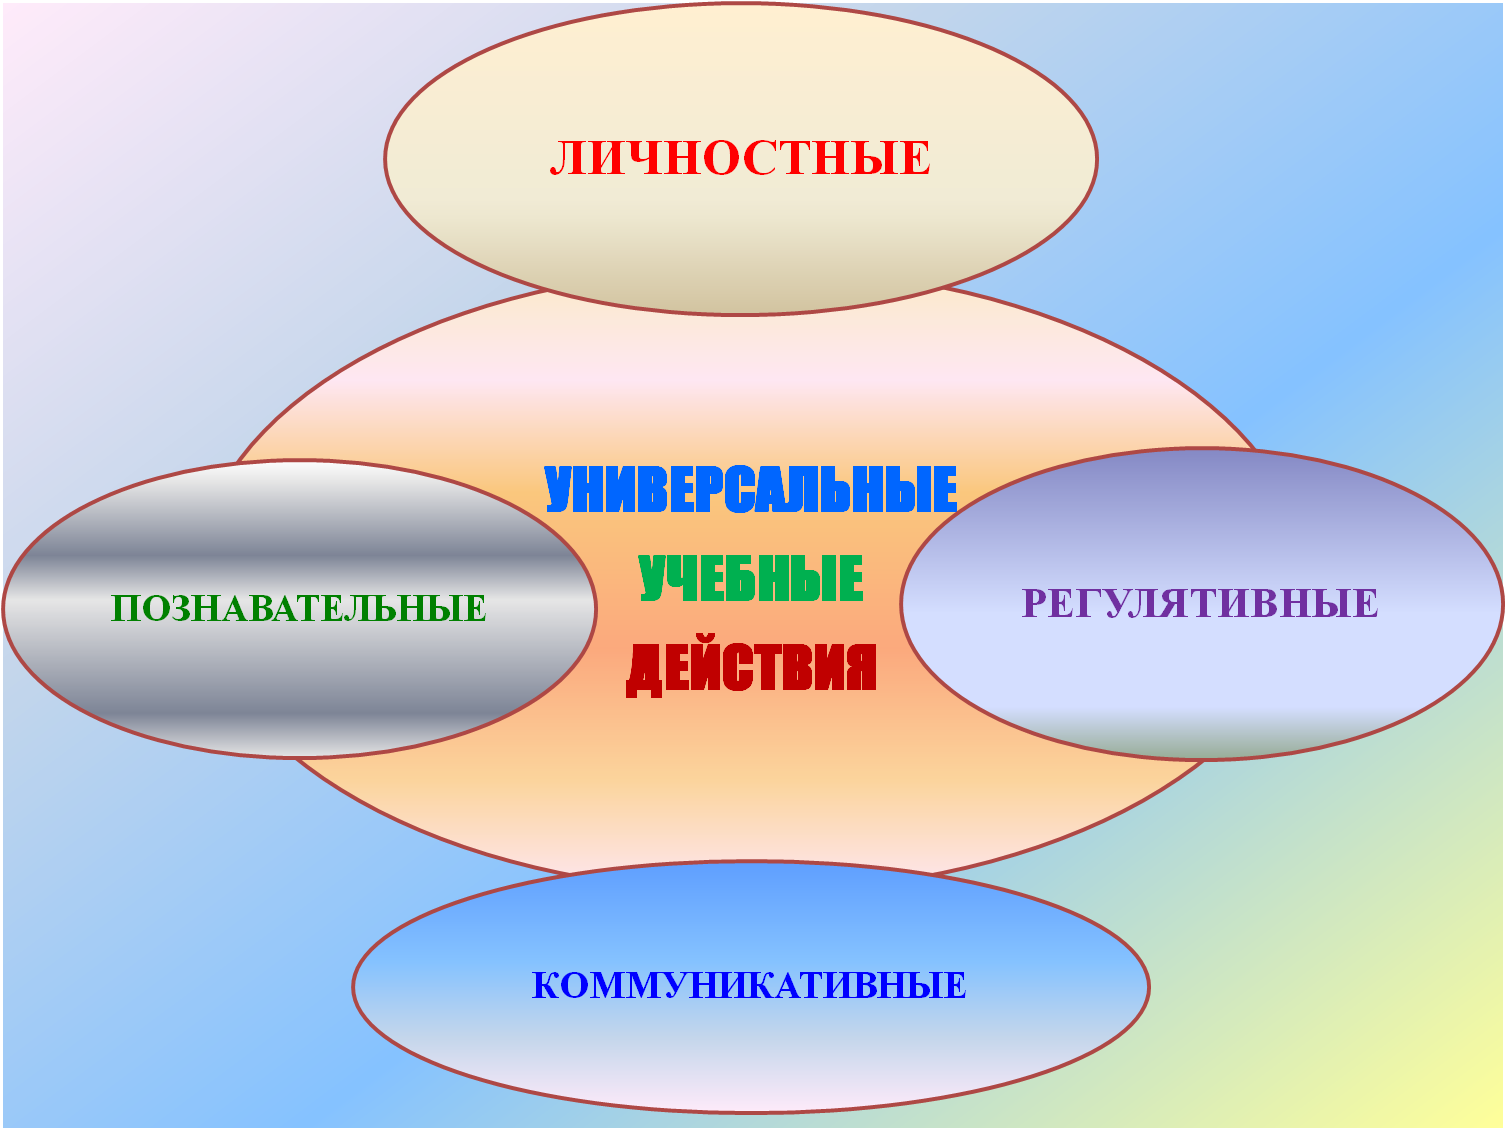 ЛИЧНОСТНЫЕ
УНИВЕРСАЛЬНЫЕ
УЧЕБНЫЕ
ДЕЙСТВИЯ
ПОЗНАВАТЕЛЬНЫЕ
РЕГУЛЯТИВНЫЕ
КОММУНИКАТИВНЫЕ